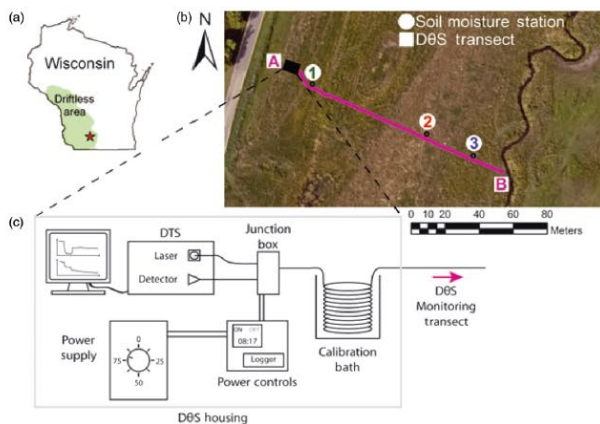 (a)
Wisconsin
Driftless
area
N
(b)
Soil moisture station
DθS transect
A
1
2
3
B
0 10 20 40 60 80
Meters
(c)
DTS
Laser
Detector
Junction
box
Power
supply
0
75
25
50
ON OFF
08:17
Logger
Power controls
Calibration
bath
DθS
Monitoring
transect
DθS housing